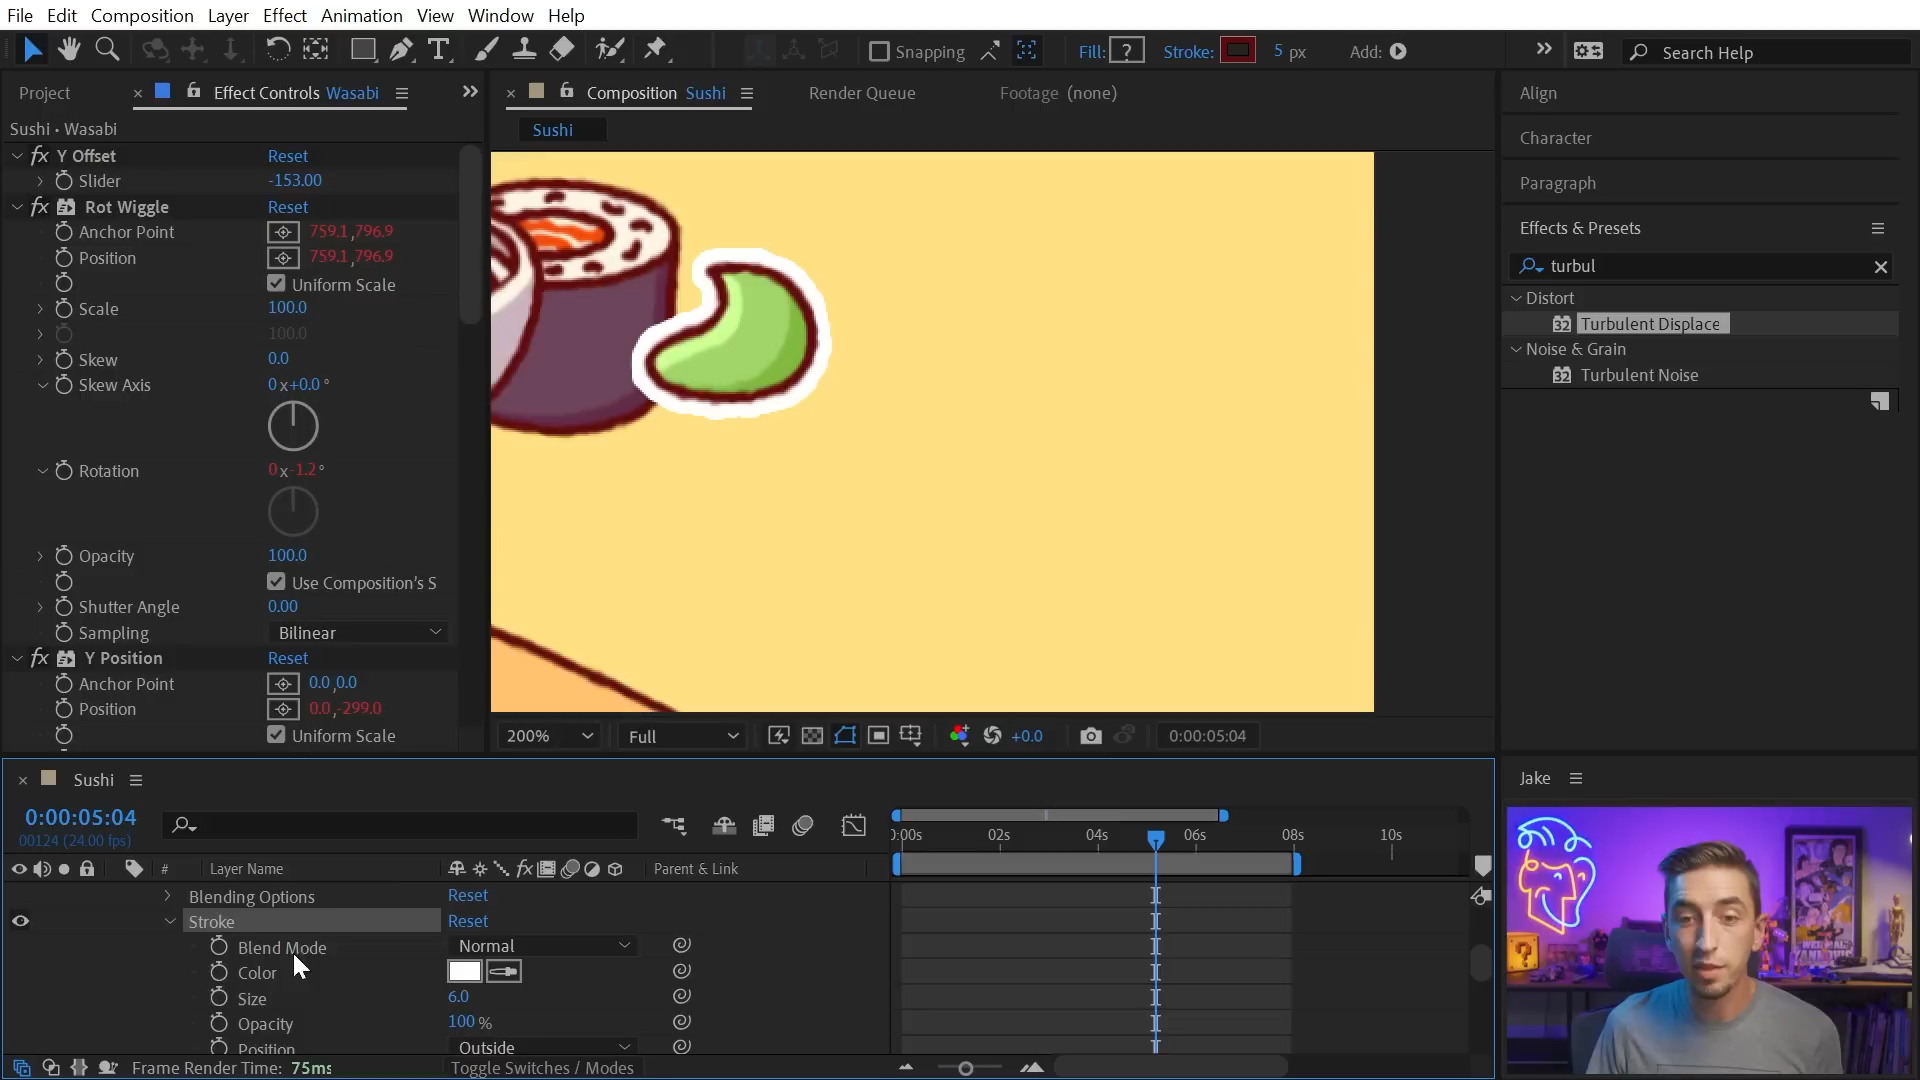 File Edit Composition Layer Effect Animation View Window Help
Snapping Fill: ? Stroke: 5 px Add: Search Help
Project Effect Controls Wasabi
Composition Sushi Render Queue Footage (none)
Sushi
Sushi • Wasabi
fx Y Offset Reset
Slider -153.00
fx Rot Wiggle Reset
Anchor Point 759.1,796.9
Position 759.1,796.9
Uniform Scale
Scale 100.0
100.0
Skew 0.0
Skew Axis 0x+0.0°
Rotation 0x-1.2°
Opacity 100.0
Use Composition's S
Shutter Angle 0.00
Sampling Bilinear
fx Y Position Reset
Anchor Point 0.0,0.0
Position 0.0,-299.0
Uniform Scale
200% Full +0.0 0:00:05:04
Align
Character
Paragraph
Effects & Presets
turbul
Distort
32 Turbulent Displace
Noise & Grain
32 Turbulent Noise
Sushi
0:00:05:04
00124 (24.00 fps)
:00s 02s 04s 06s 08s 10s
# Layer Name fx Parent & Link
Blending Options Reset
Stroke Reset
Blend Mode Normal
Color
Size 6.0
Opacity 100 %
Position Outside
Frame Render Time: 75ms Toggle Switches / Modes
Jake
?